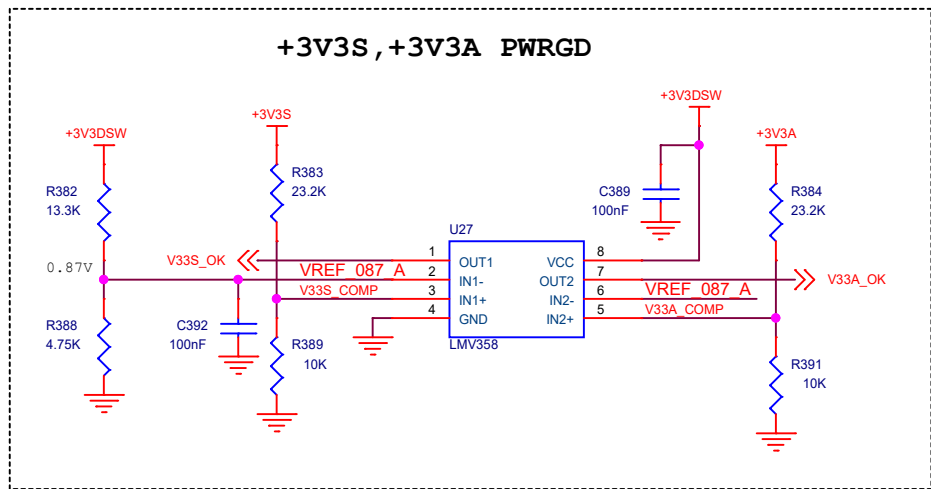 +3V3S,+3V3A PWRGD
+3V3DSW
+3V3S
+3V3DSW
+3V3A
R382
13.3K
R383
23.2K
C389
100nF
R384
23.2K
U27
0.87V
V33S_OK
1
OUT1
VCC
8
VREF_087_A
2
IN1-
OUT2
7
V33A_OK
V33S_COMP
3
IN1+
IN2-
6
VREF_087_A
4
GND
IN2+
5
V33A_COMP
LMV358
R388
4.75K
C392
100nF
R389
10K
R391
10K